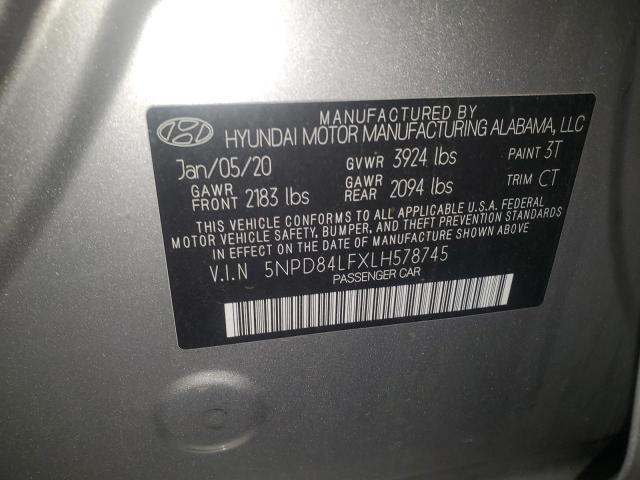 MANUFACTURED BY
HYUNDAI MOTOR MANUFACTURING ALABAMA, LLC
Jan/05/20 GVWR 3924 lbs PAINT 3T
GAWR FRONT 2183 lbs GAWR REAR 2094 lbs TRIM CT
THIS VEHICLE CONFORMS TO ALL APPLICABLE U.S.A. FEDERAL
MOTOR VEHICLE SAFETY, BUMPER, AND THEFT PREVENTION STANDARDS
IN EFFECT ON THE DATE OF MANUFACTURE SHOWN ABOVE.
V.I.N 5NPD84LFXLH578745
PASSENGER CAR